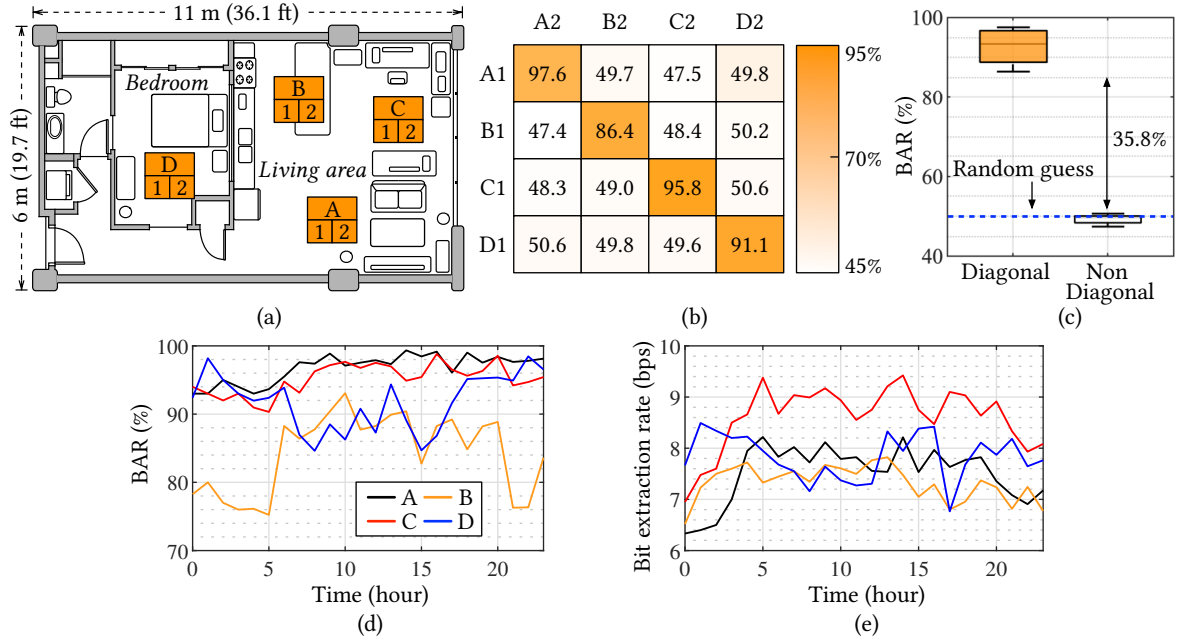 11 m (36.1 ft)
6 m (19.7 ft)
Bedroom
Living area
B
1 2
C
1 2
D
1 2
A
1 2
(a)
A2 B2 C2 D2
A1 97.6 49.7 47.5 49.8
B1 47.4 86.4 48.4 50.2
C1 48.3 49.0 95.8 50.6
D1 50.6 49.8 49.6 91.1
95%
70%
45%
(b)
BAR (%)
100
80
60
40
35.8%
Random guess
Diagonal
Non
Diagonal
(c)
BAR (%)
100
90
80
70
A B
C D
0 5 10 15 20
Time (hour)
(d)
Bit extraction rate (bps)
10
9
8
7
6
0 5 10 15 20
Time (hour)
(e)